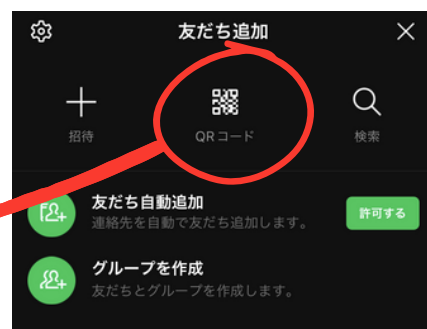 友だち追加
招待
QRコード
検索
友だち自動追加
連絡先を自動で友だち追加します。
許可する
グループを作成
友だちとグループを作成します。